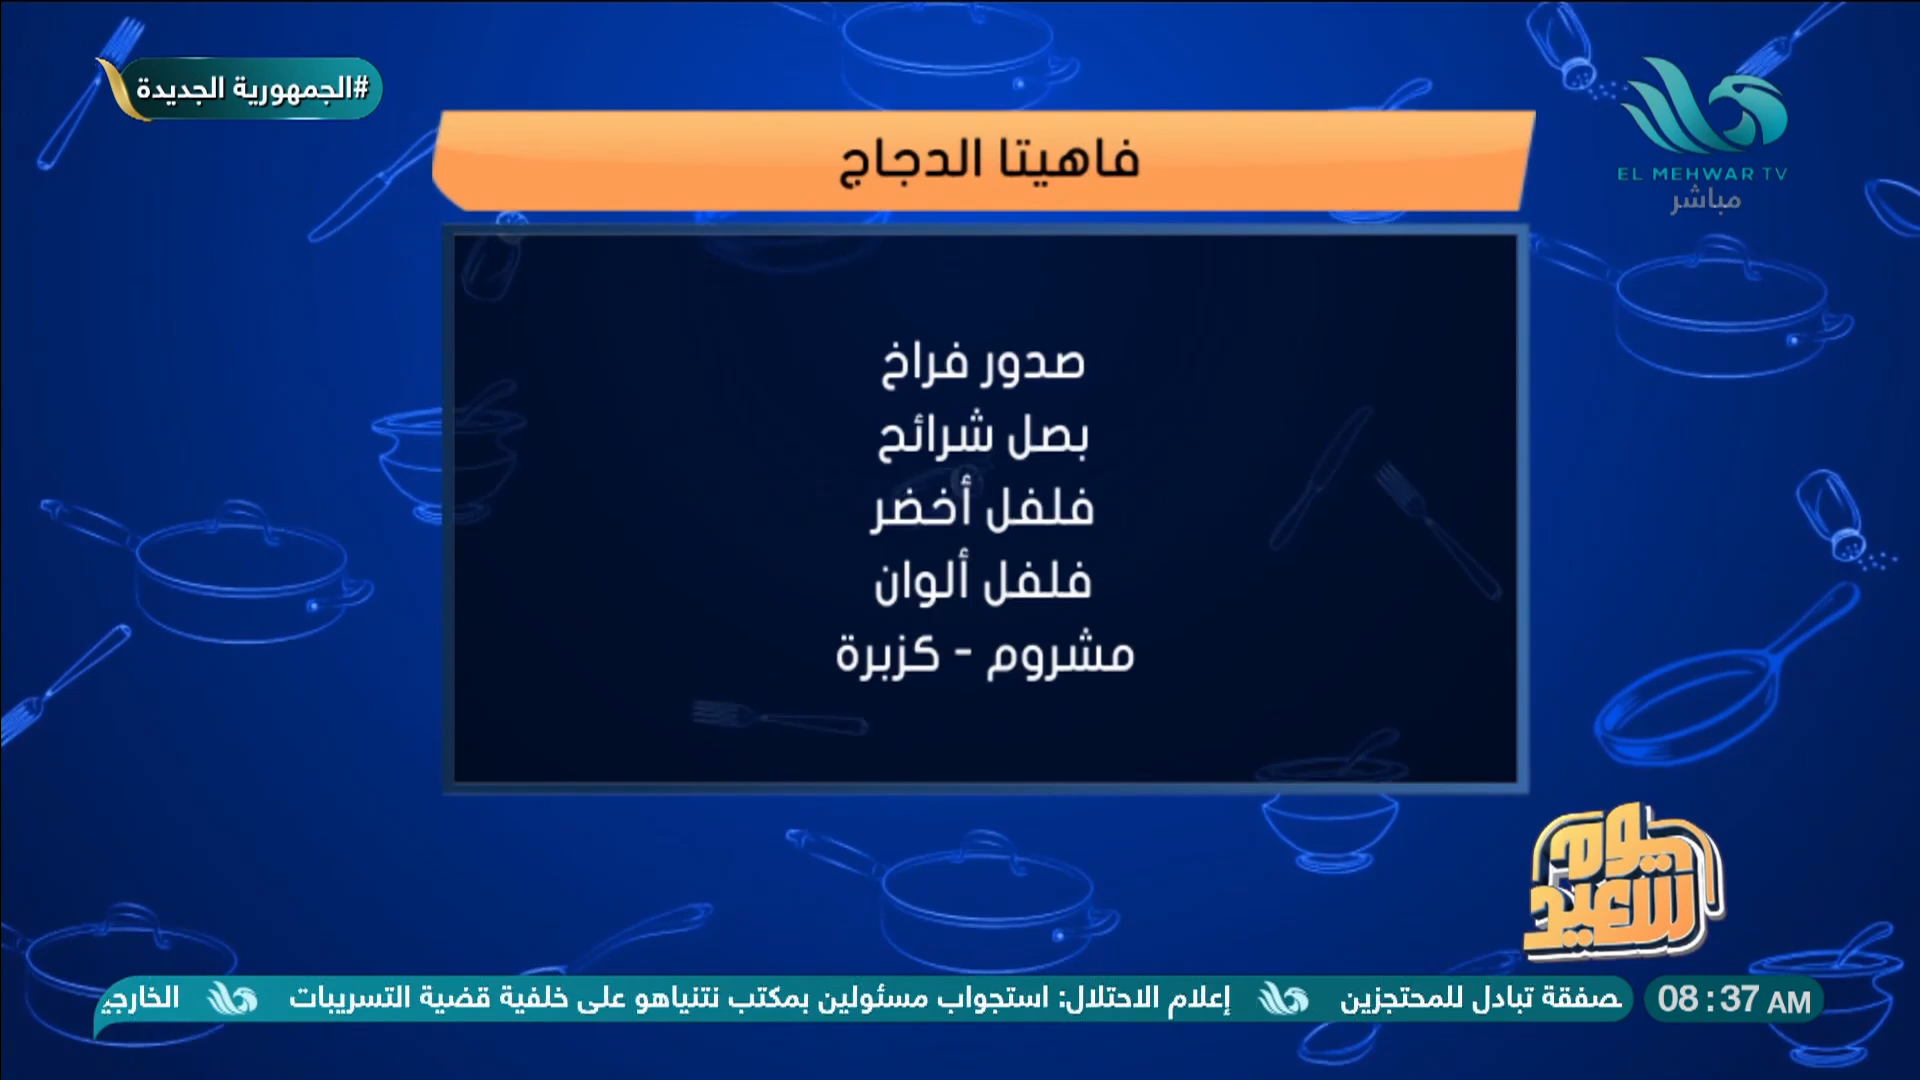 #الجمهورية الجديدة
EL MEHWAR TV
مباشر
فاهيتا الدجاج
صدور فراخ
بصل شرائح
فلفل أخضر
فلفل ألوان
مشروم - كزبرة
يوم سعيد
صفقة تبادل للمحتجزين
إعلام الاحتلال: استجواب مسئولين بمكتب نتنياهو على خلفية قضية التسريبات
08:37 AM